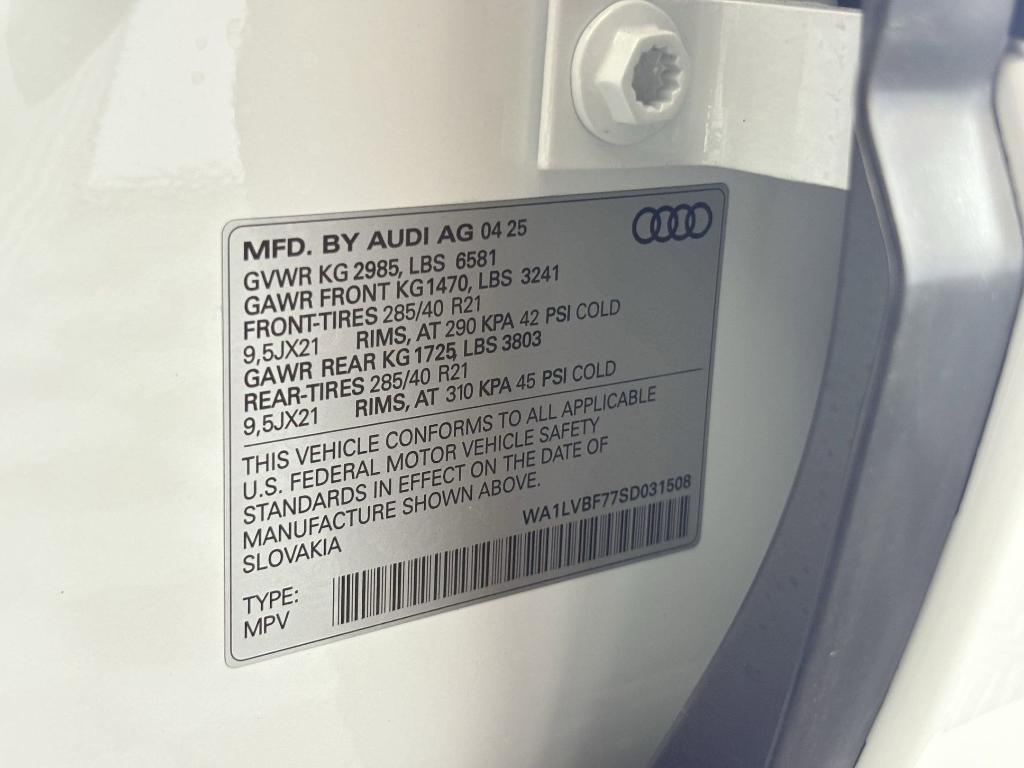 MFD. BY AUDI AG 04 25
GVWR KG 2985, LBS 6581
GAWR FRONT KG1470, LBS 3241
FRONT-TIRES 285/40 R21
9,5JX21 RIMS, AT 290 KPA 42 PSI COLD
GAWR REAR KG 1725, LBS 3803
REAR-TIRES 285/40 R21
9,5JX21 RIMS, AT 310 KPA 45 PSI COLD
THIS VEHICLE CONFORMS TO ALL APPLICABLE
U.S. FEDERAL MOTOR VEHICLE SAFETY
STANDARDS IN EFFECT ON THE DATE OF
MANUFACTURE SHOWN ABOVE.
SLOVAKIA
WA1LVBF77SD031508
TYPE:
MPV